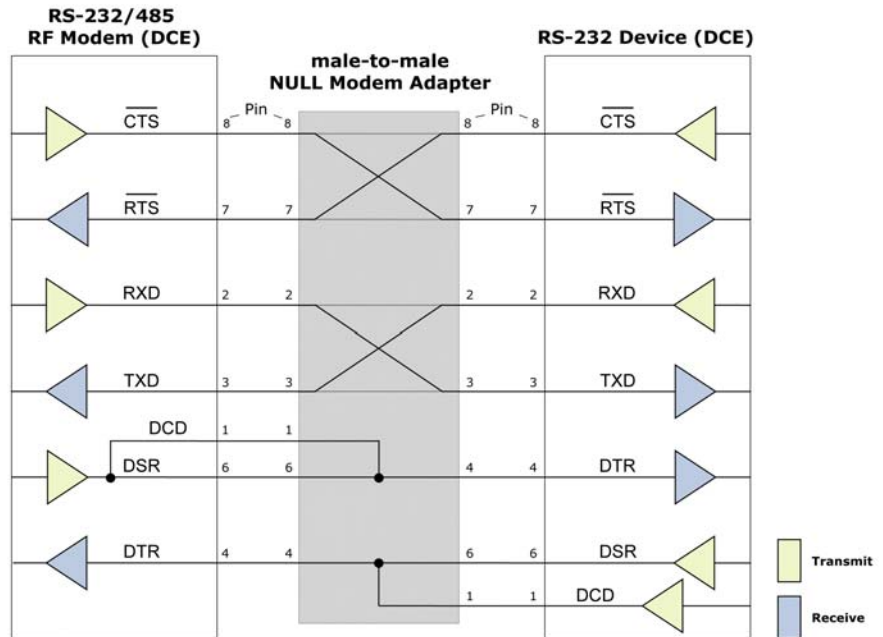 RS-232/485
RF Modem (DCE)
male-to-male
NULL Modem Adapter
RS-232 Device (DCE)
CTS 8 Pin 8 8 Pin 8 CTS
RTS 7 7 7 7 RTS
RXD 2 2 2 2 RXD
TXD 3 3 3 3 TXD
DCD 1 1
DSR 6 6 4 4 DTR
DTR 4 4 6 6 DSR
1 1 DCD
Transmit
Receive